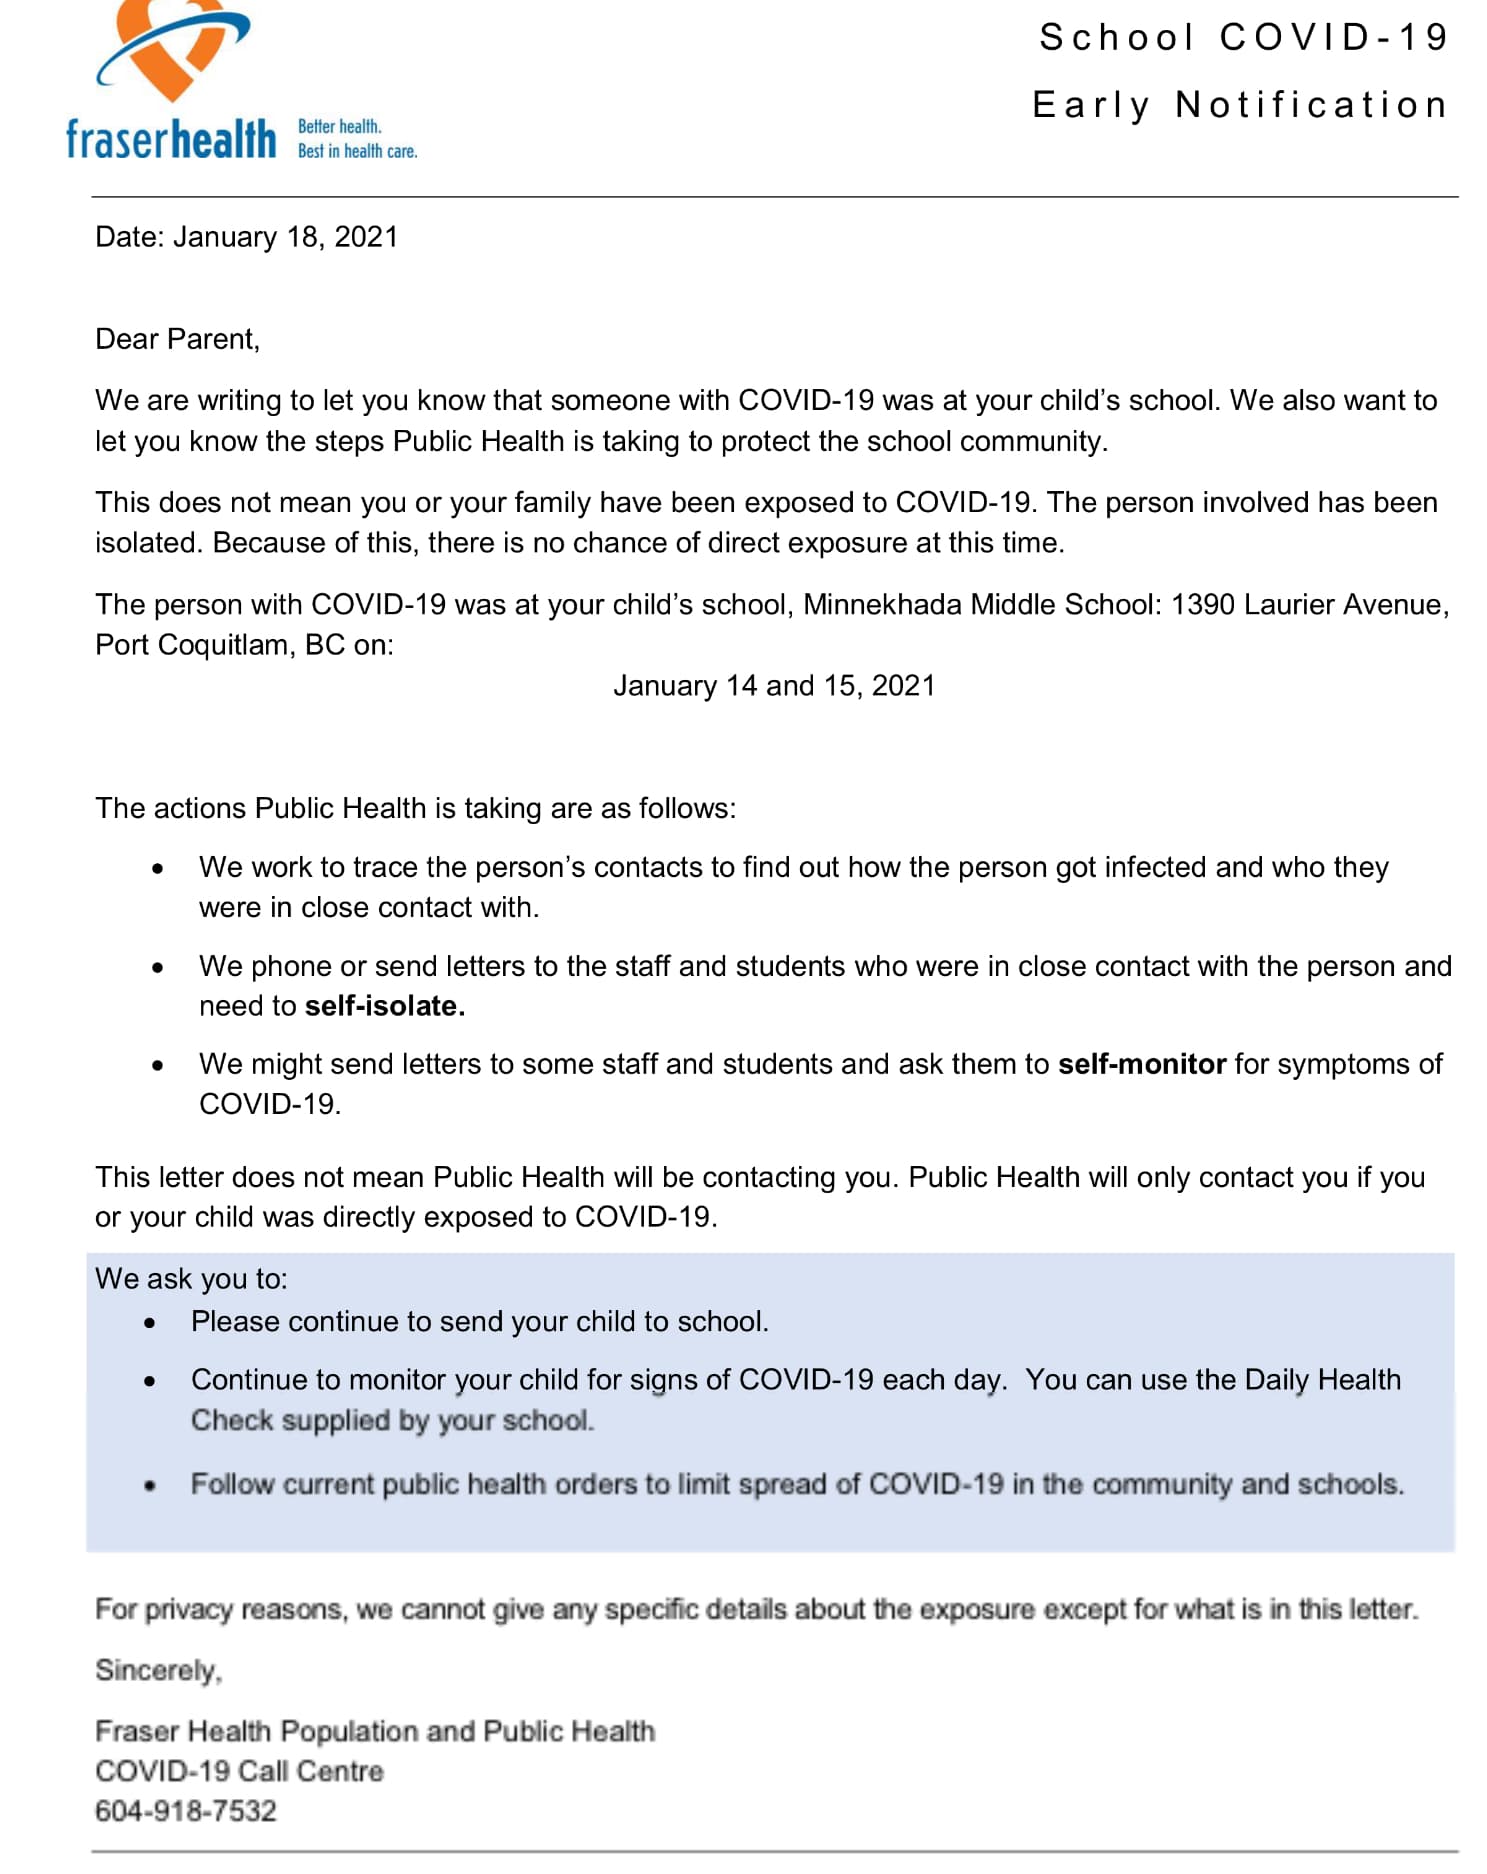 School COVID-19
Early Notification
fraserhealth
Better health.
Best in health care.
Date: January 18, 2021
Dear Parent,
We are writing to let you know that someone with COVID-19 was at your child’s school. We also want to
let you know the steps Public Health is taking to protect the school community.
This does not mean you or your family have been exposed to COVID-19. The person involved has been
isolated. Because of this, there is no chance of direct exposure at this time.
The person with COVID-19 was at your child’s school, Minnekhada Middle School: 1390 Laurier Avenue,
Port Coquitlam, BC on:
January 14 and 15, 2021
The actions Public Health is taking are as follows:
• We work to trace the person’s contacts to find out how the person got infected and who they
were in close contact with.
• We phone or send letters to the staff and students who were in close contact with the person and
need to self-isolate.
• We might send letters to some staff and students and ask them to self-monitor for symptoms of
COVID-19.
This letter does not mean Public Health will be contacting you. Public Health will only contact you if you
or your child was directly exposed to COVID-19.
We ask you to:
• Please continue to send your child to school.
• Continue to monitor your child for signs of COVID-19 each day.  You can use the Daily Health
Check supplied by your school.
• Follow current public health orders to limit spread of COVID-19 in the community and schools.
For privacy reasons, we cannot give any specific details about the exposure except for what is in this letter.
Sincerely,
Fraser Health Population and Public Health
COVID-19 Call Centre
604-918-7532